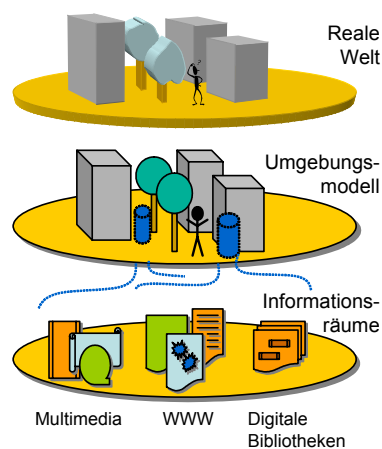 Reale
Welt
Umgebungs-
modell
Informations-
räume
Multimedia
WWW
Digitale
Bibliotheken